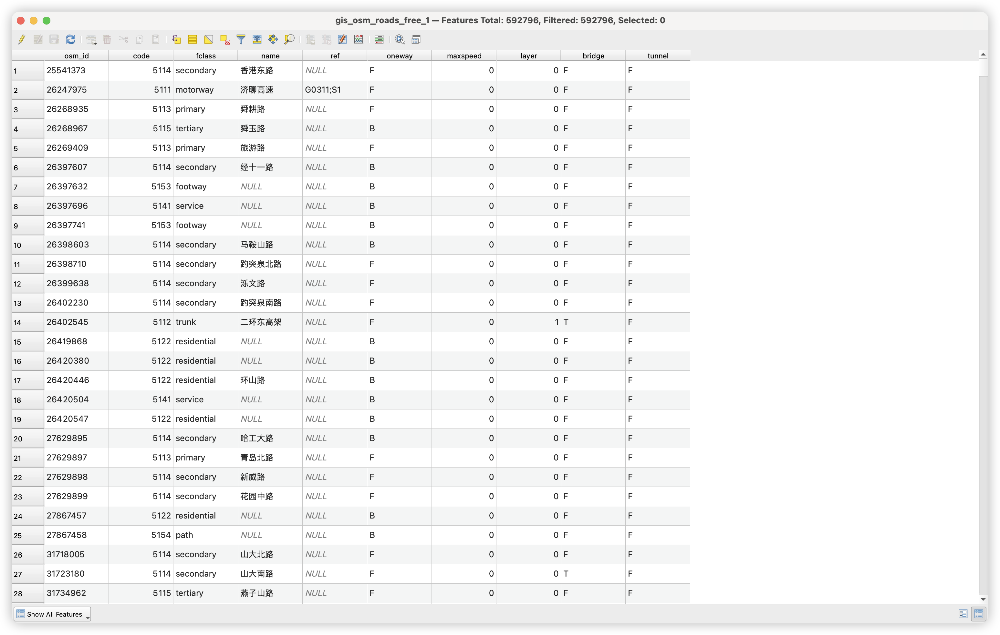 gis_osm_roads_free_1 — Features Total: 592796, Filtered: 592796, Selected: 0
osm_id code fclass name ref oneway maxspeed layer bridge tunnel
1 25541373 5114 secondary 香港东路 NULL F 0 0 F F
2 26247975 5111 motorway 济聊高速 G0311;S1 F 0 0 F F
3 26268935 5113 primary 舜耕路 NULL F 0 0 F F
4 26268967 5115 tertiary 舜玉路 NULL B 0 0 F F
5 26269409 5113 primary 旅游路 NULL F 0 0 F F
6 26397607 5114 secondary 经十一路 NULL B 0 0 F F
7 26397632 5153 footway NULL NULL B 0 0 F F
8 26397696 5141 service NULL NULL B 0 0 F F
9 26397741 5153 footway NULL NULL B 0 0 F F
10 26398603 5114 secondary 马鞍山路 NULL B 0 0 F F
11 26398710 5114 secondary 趵突泉北路 NULL F 0 0 F F
12 26399638 5114 secondary 泺文路 NULL F 0 0 F F
13 26402230 5114 secondary 趵突泉南路 NULL F 0 0 F F
14 26402545 5112 trunk 二环东高架 NULL F 0 1 T F
15 26419868 5122 residential NULL NULL B 0 0 F F
16 26420380 5122 residential NULL NULL B 0 0 F F
17 26420446 5122 residential 环山路 NULL B 0 0 F F
18 26420504 5141 service NULL NULL B 0 0 F F
19 26420547 5122 residential NULL NULL B 0 0 F F
20 27629895 5114 secondary 哈工大路 NULL B 0 0 F F
21 27629897 5113 primary 青岛北路 NULL F 0 0 F F
22 27629898 5114 secondary 新威路 NULL F 0 0 F F
23 27629899 5114 secondary 花园中路 NULL F 0 0 F F
24 27867457 5122 residential NULL NULL B 0 0 F F
25 27867458 5154 path NULL NULL B 0 0 F F
26 31718005 5114 secondary 山大北路 NULL F 0 0 F F
27 31723180 5114 secondary 山大南路 NULL F 0 0 T F
28 31734962 5115 tertiary 燕子山路 NULL F 0 0 F F
Show All Features